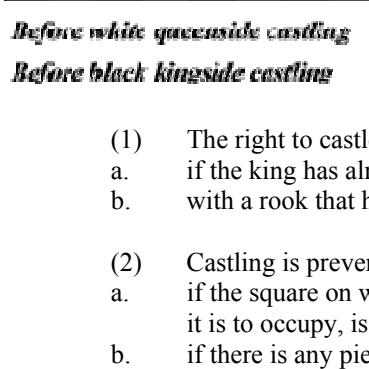 Before white queenside castling
Before black kingside castling
(1) The right to castl
a. if the king has alr
b. with a rook that h
(2) Castling is preve
a. if the square on w
it is to occupy, is
b. if there is any pie